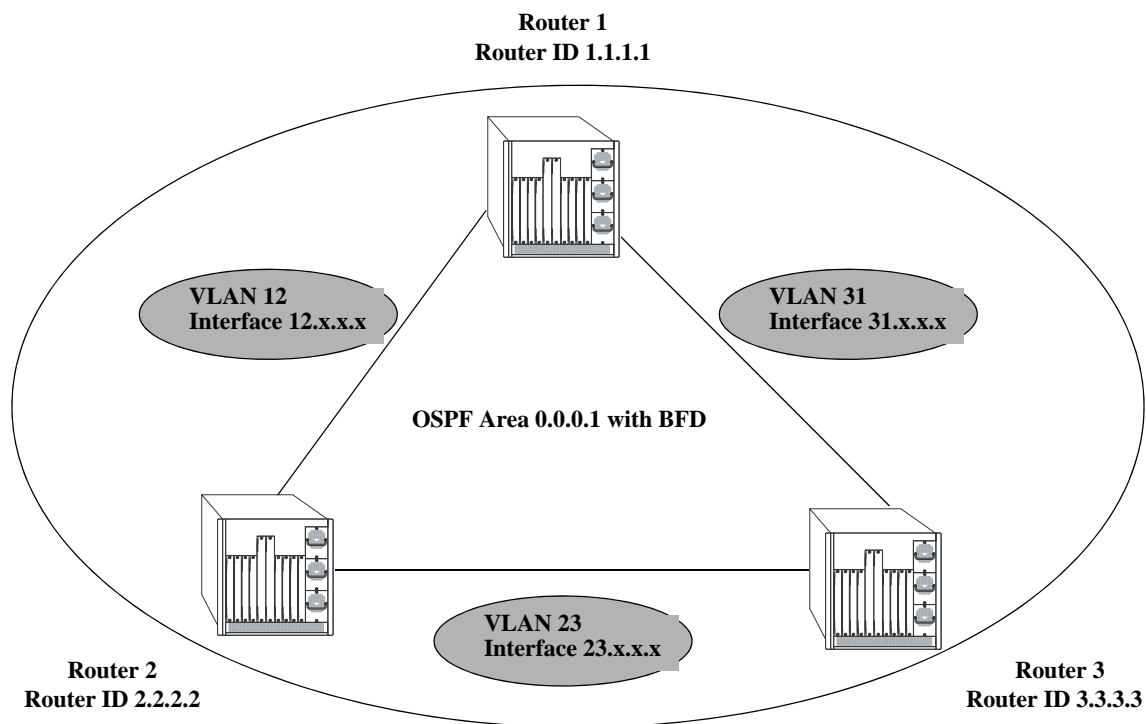 Router 1
Router ID 1.1.1.1
VLAN 12
Interface 12.x.x.x
VLAN 31
Interface 31.x.x.x
OSPF Area 0.0.0.1 with BFD
VLAN 23
Interface 23.x.x.x
Router 2
Router ID 2.2.2.2
Router 3
Router ID 3.3.3.3